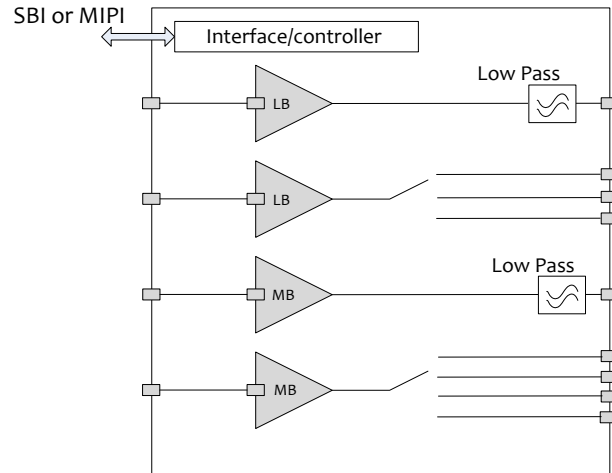 SBI or MIPI
Interface/controller
Low Pass
LB
LB
Low Pass
MB
MB